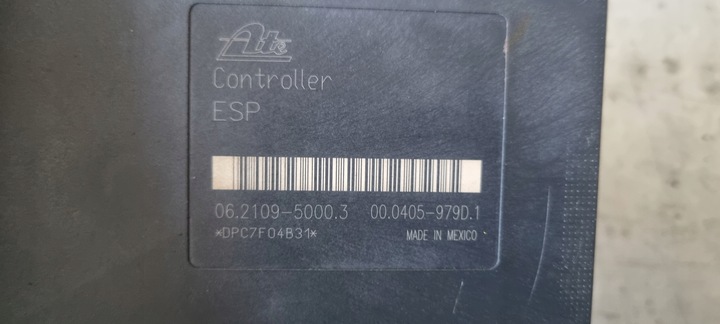 Ate
Controller
ESP
06.2109-5000.3 00.0405-979D.1
*DPC7F04B31* MADE IN MEXICO